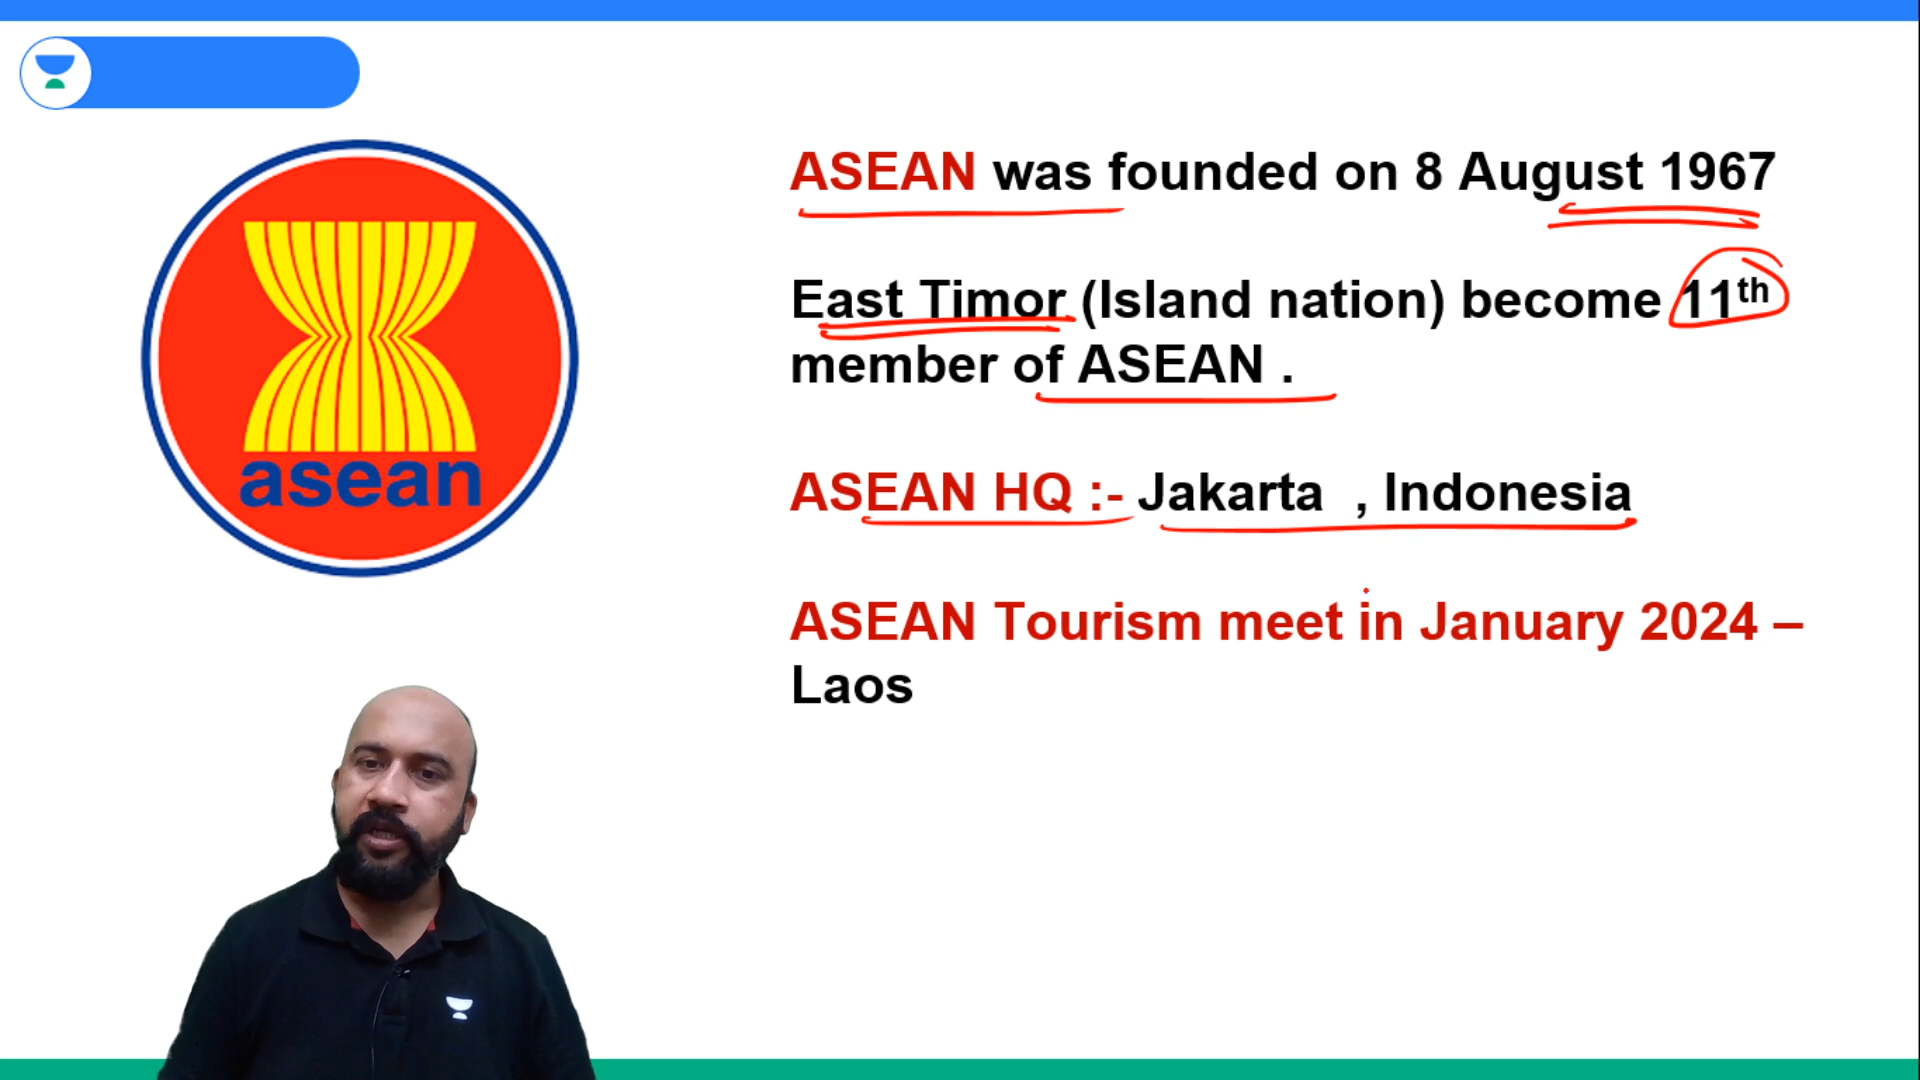 asean
ASEAN was founded on 8 August 1967
East Timor (Island nation) become 11th
member of ASEAN .
ASEAN HQ :- Jakarta , Indonesia
ASEAN Tourism meet in January 2024 –
Laos